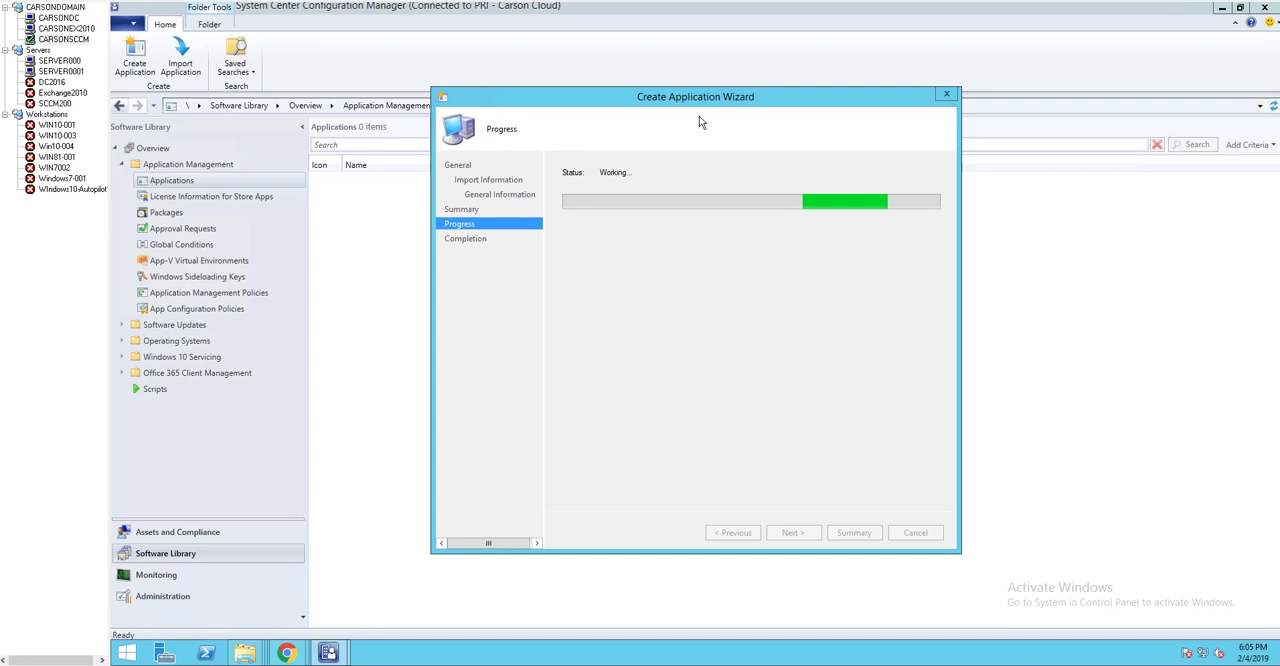 CARSONDOMAIN
CARSONDC
CARSONEX2010
CARSONSCCM
Servers
SERVER000
SERVER0001
DC2016
Exchange2010
SCCM200
Workstations
WIN10-001
WIN10-003
Win10-004
WIN81-001
WIN7002
Windows7-001
WIndows10-Autopilot
Folder Tools
System Center Configuration Manager (Connected to PRI - Carson Cloud)
Home
Folder
Create
Application
Import
Application
Saved
Searches
Create
Search
\ Software Library Overview Application Managemen
Software Library
Overview
Application Management
Applications
License Information for Store Apps
Packages
Approval Requests
Global Conditions
App-V Virtual Environments
Windows Sideloading Keys
Application Management Policies
App Configuration Policies
Software Updates
Operating Systems
Windows 10 Servicing
Office 365 Client Management
Scripts
Assets and Compliance
Software Library
Monitoring
Administration
Applications 0 items
Search
Search
Add Criteria
Icon Name
Create Application Wizard
Progress
General
Import Information
General Information
Summary
Progress
Completion
Status: Working...
< Previous
Next >
Summary
Cancel
Activate Windows
Go to System in Control Panel to activate Windows.
Ready
6:05 PM
2/4/2019